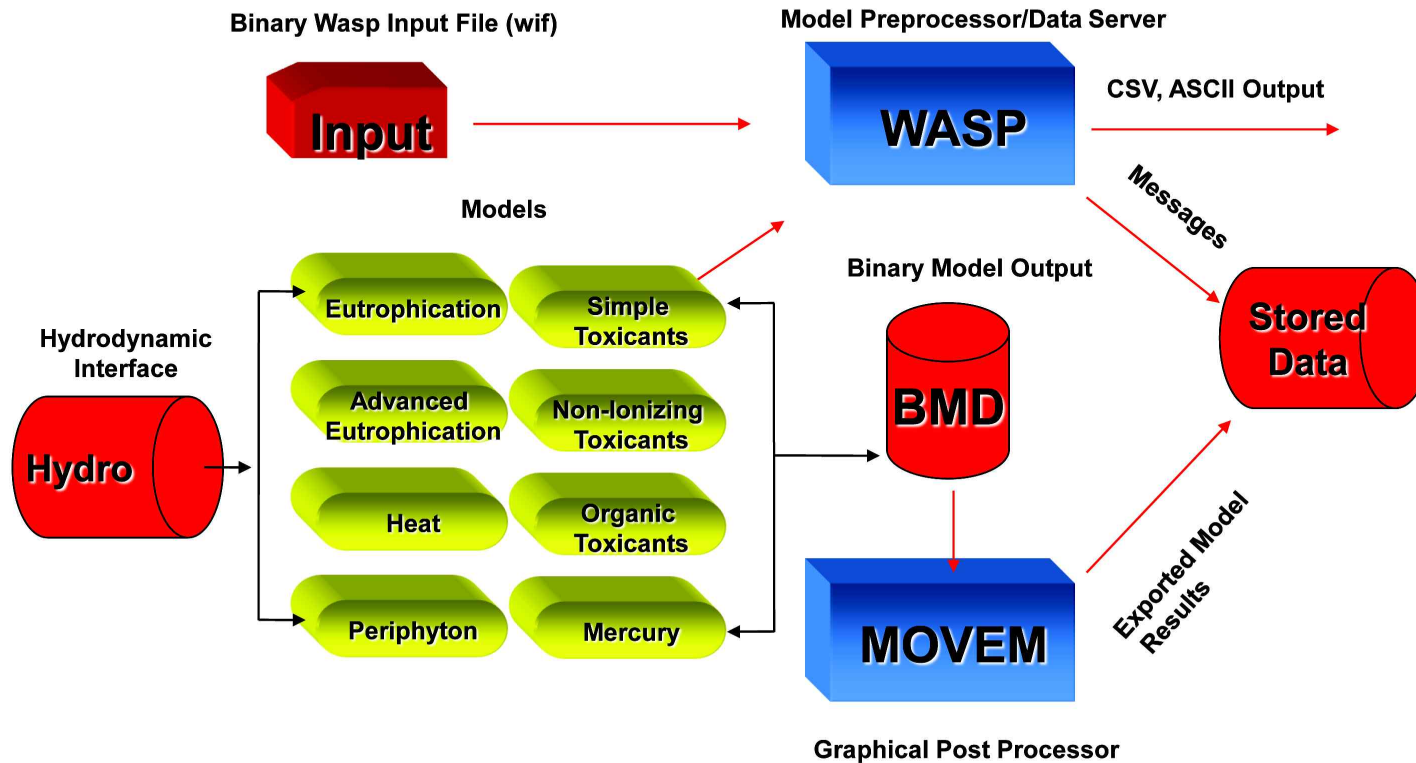 Binary Wasp Input File (wif)
Model Preprocessor/Data Server
Input
WASP
CSV, ASCII Output
Messages
Models
Binary Model Output
Eutrophication
Simple
Toxicants
Hydrodynamic
Interface
Advanced
Eutrophication
Non-Ionizing
Toxicants
BMD
Stored
Data
Hydro
Heat
Organic
Toxicants
Periphyton
Mercury
MOVEM
Exported Model
Results
Graphical Post Processor